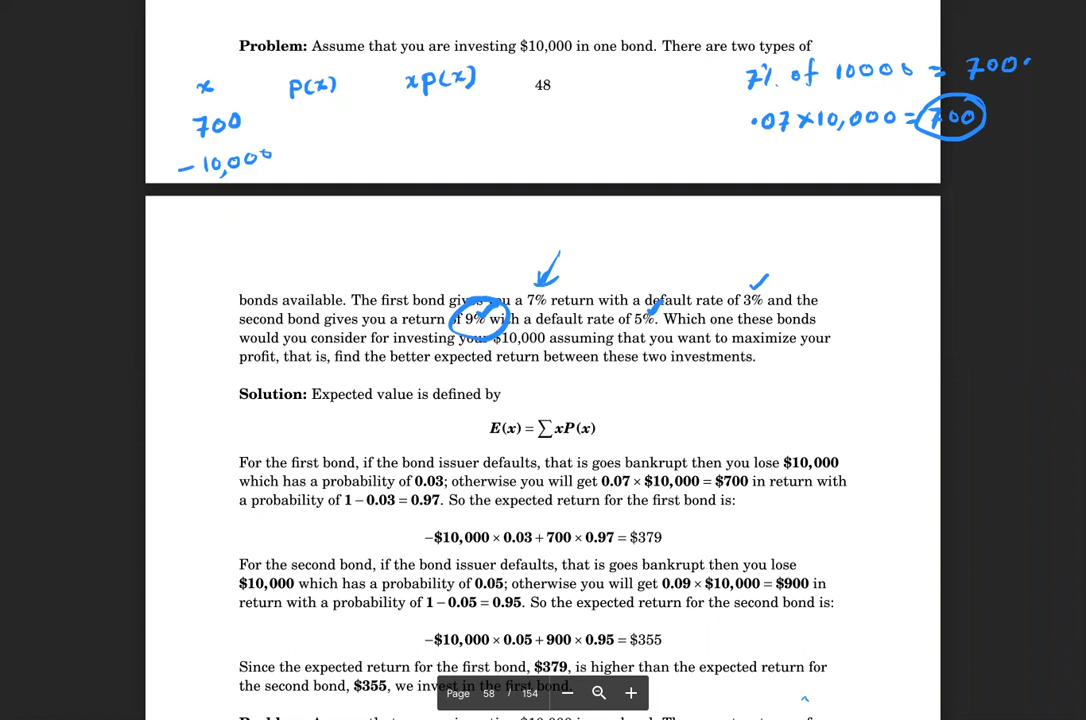 Problem: Assume that you are investing $10,000 in one bond. There are two types of
x P(x) xP(x) 48 7% of 10000 = 700.
700 .07×10,000=700
-10,000
bonds available. The first bond gives you a 7% return with a default rate of 3% and the
second bond gives you a return of 9% with a default rate of 5%. Which one these bonds
would you consider for investing your $10,000 assuming that you want to maximize your
profit, that is, find the better expected return between these two investments.
Solution: Expected value is defined by
E(x) = ∑ xP(x)
For the first bond, if the bond issuer defaults, that is goes bankrupt then you lose $10,000
which has a probability of 0.03; otherwise you will get 0.07 × $10,000 = $700 in return with
a probability of 1 − 0.03 = 0.97. So the expected return for the first bond is:
−$10,000 × 0.03 + 700 × 0.97 = $379
For the second bond, if the bond issuer defaults, that is goes bankrupt then you lose
$10,000 which has a probability of 0.05; otherwise you will get 0.09 × $10,000 = $900 in
return with a probability of 1 − 0.05 = 0.95. So the expected return for the second bond is:
−$10,000 × 0.05 + 900 × 0.95 = $355
Since the expected return for the first bond, $379, is higher than the expected return for
the second bond, $355, we invest in the first bond.
Page 58 / 154